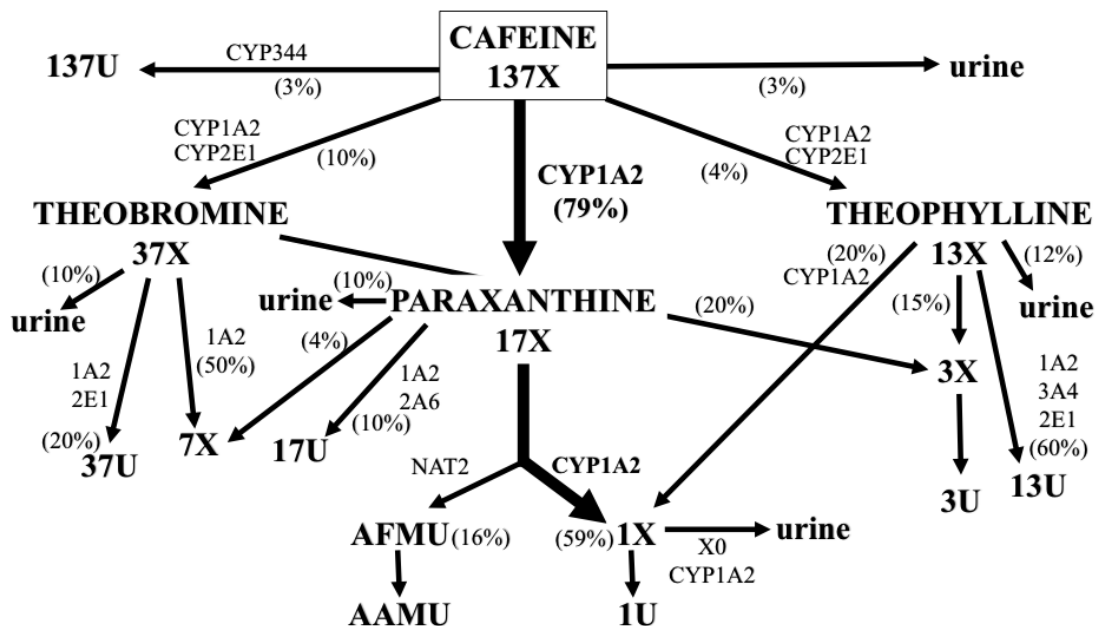 CAFEINE
137X
137U
CYP344
(3%)
(3%)
urine
CYP1A2
CYP2E1
(10%)
CYP1A2
(79%)
CYP1A2
CYP2E1
(4%)
THEOBROMINE
37X
THEOPHYLLINE
13X
(10%)
urine
1A2
(50%)
1A2
2E1
(20%)
37U
7X
(10%)
urine
PARAXANTHINE
17X
(4%)
1A2
2A6
(10%)
17U
(20%)
(20%)
CYP1A2
(12%)
urine
(15%)
3X
3U
1A2
3A4
2E1
(60%)
13U
NAT2
CYP1A2
AFMU
(16%)
AAMU
(59%)
1X
X0
CYP1A2
urine
1U